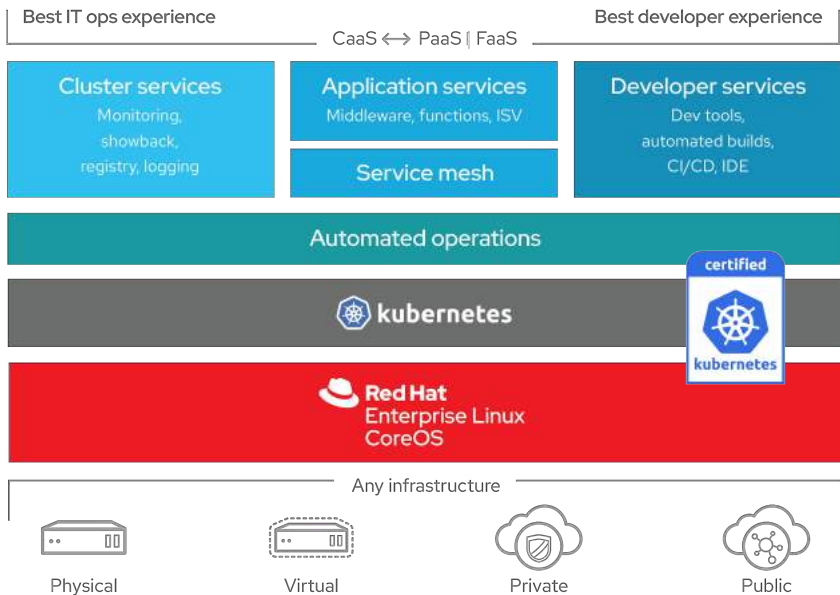 Best IT ops experience
Best developer experience
CaaS ↔ PaaS | FaaS
Cluster services
Monitoring,
showback,
registry, logging
Application services
Middleware, functions, ISV
Service mesh
Developer services
Dev tools,
automated builds,
CI/CD, IDE
Automated operations
certified
kubernetes
kubernetes
Red Hat
Enterprise Linux
CoreOS
Any infrastructure
Physical
Virtual
Private
Public